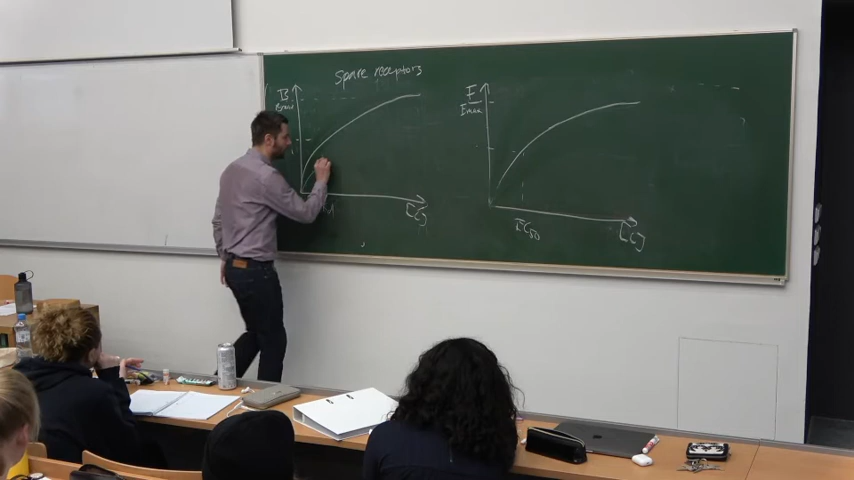 Spare receptors
B
Bmax
[C]
E
Emax
EC50
[C]